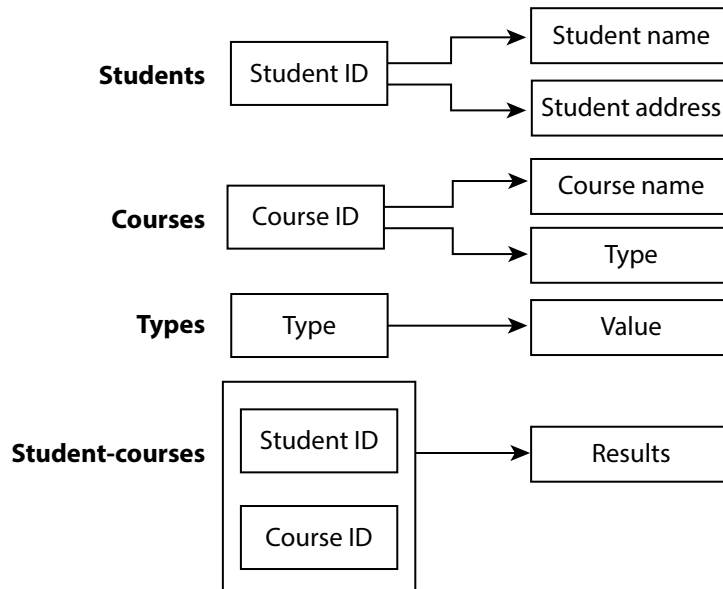 Students
Student ID
Student name
Student address
Courses
Course ID
Course name
Type
Types
Type
Value
Student-courses
Student ID
Course ID
Results